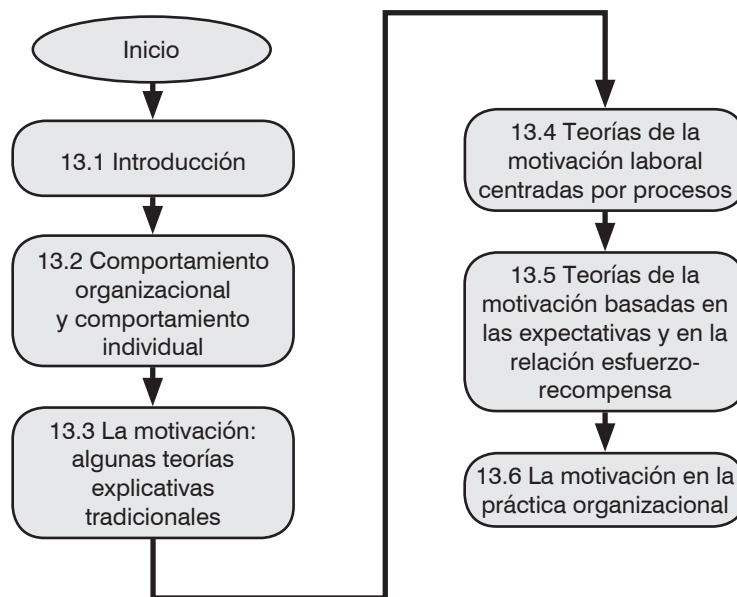 Inicio
13.1 Introducción
13.2 Comportamiento
organizacional
y comportamiento
individual
13.3 La motivación:
algunas teorías
explicativas
tradicionales
13.4 Teorías de la
motivación laboral
centradas por procesos
13.5 Teorías de la
motivación basadas en
las expectativas y en la
relación esfuerzo-
recompensa
13.6 La motivación en la
práctica organizacional